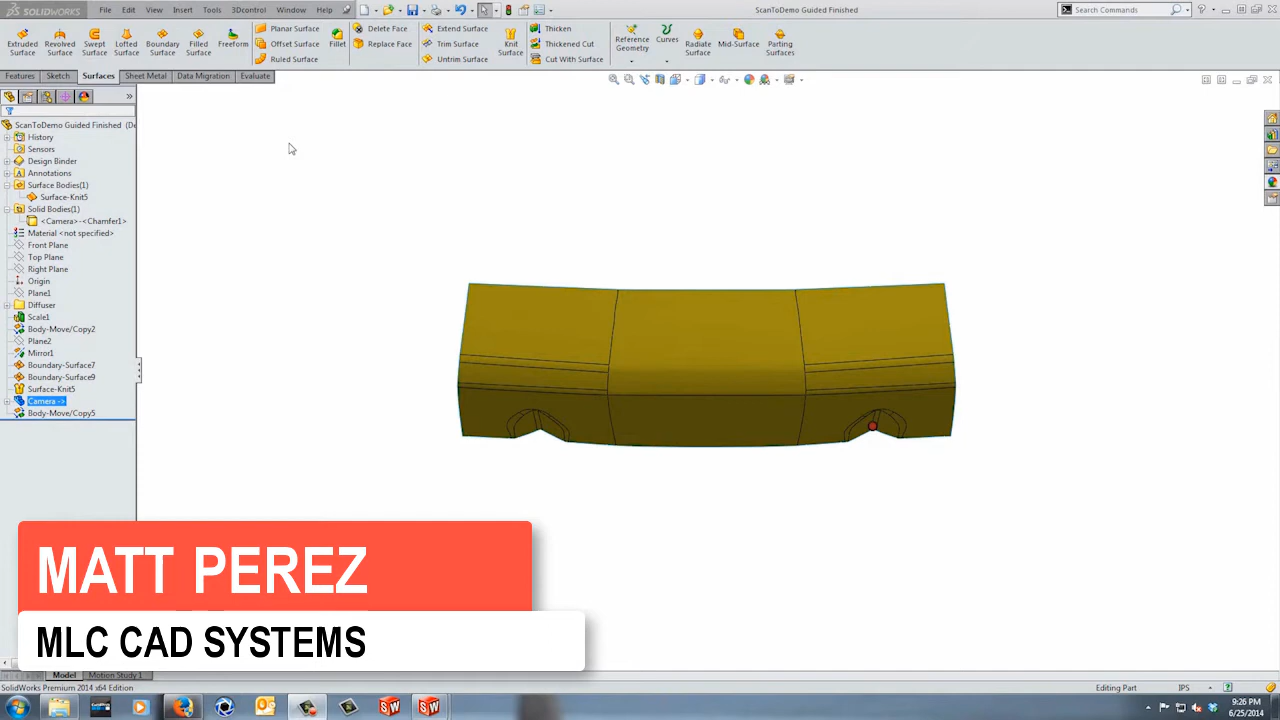 SOLIDWORKS File Edit View Insert Tools 3Dcontrol Window Help ScanToDemo Guided Finished Search Commands
Extruded Surface
Revolved Surface
Swept Surface
Lofted Surface
Boundary Surface
Filled Surface
Freeform
Planar Surface
Offset Surface
Ruled Surface
Fillet
Delete Face
Replace Face
Extend Surface
Trim Surface
Untrim Surface
Knit Surface
Thicken
Thickened Cut
Cut With Surface
Reference Geometry
Curves
Radiate Surface
Mid-Surface
Parting Surfaces
Features Sketch Surfaces Sheet Metal Data Migration Evaluate
ScanToDemo Guided Finished (De
History
Sensors
Design Binder
Annotations
Surface Bodies(1)
Surface-Knit5
Solid Bodies(1)
<Camera>-<Chamfer1>
Material <not specified>
Front Plane
Top Plane
Right Plane
Origin
Plane1
Diffuser
Scale1
Body-Move/Copy2
Plane2
Mirror1
Boundary-Surface7
Boundary-Surface9
Surface-Knit5
Camera ->
Body-Move/Copy5
MATT PEREZ
MLC CAD SYSTEMS
Model Motion Study 1
SolidWorks Premium 2014 x64 Edition Editing Part IPS
9:26 PM
6/25/2014